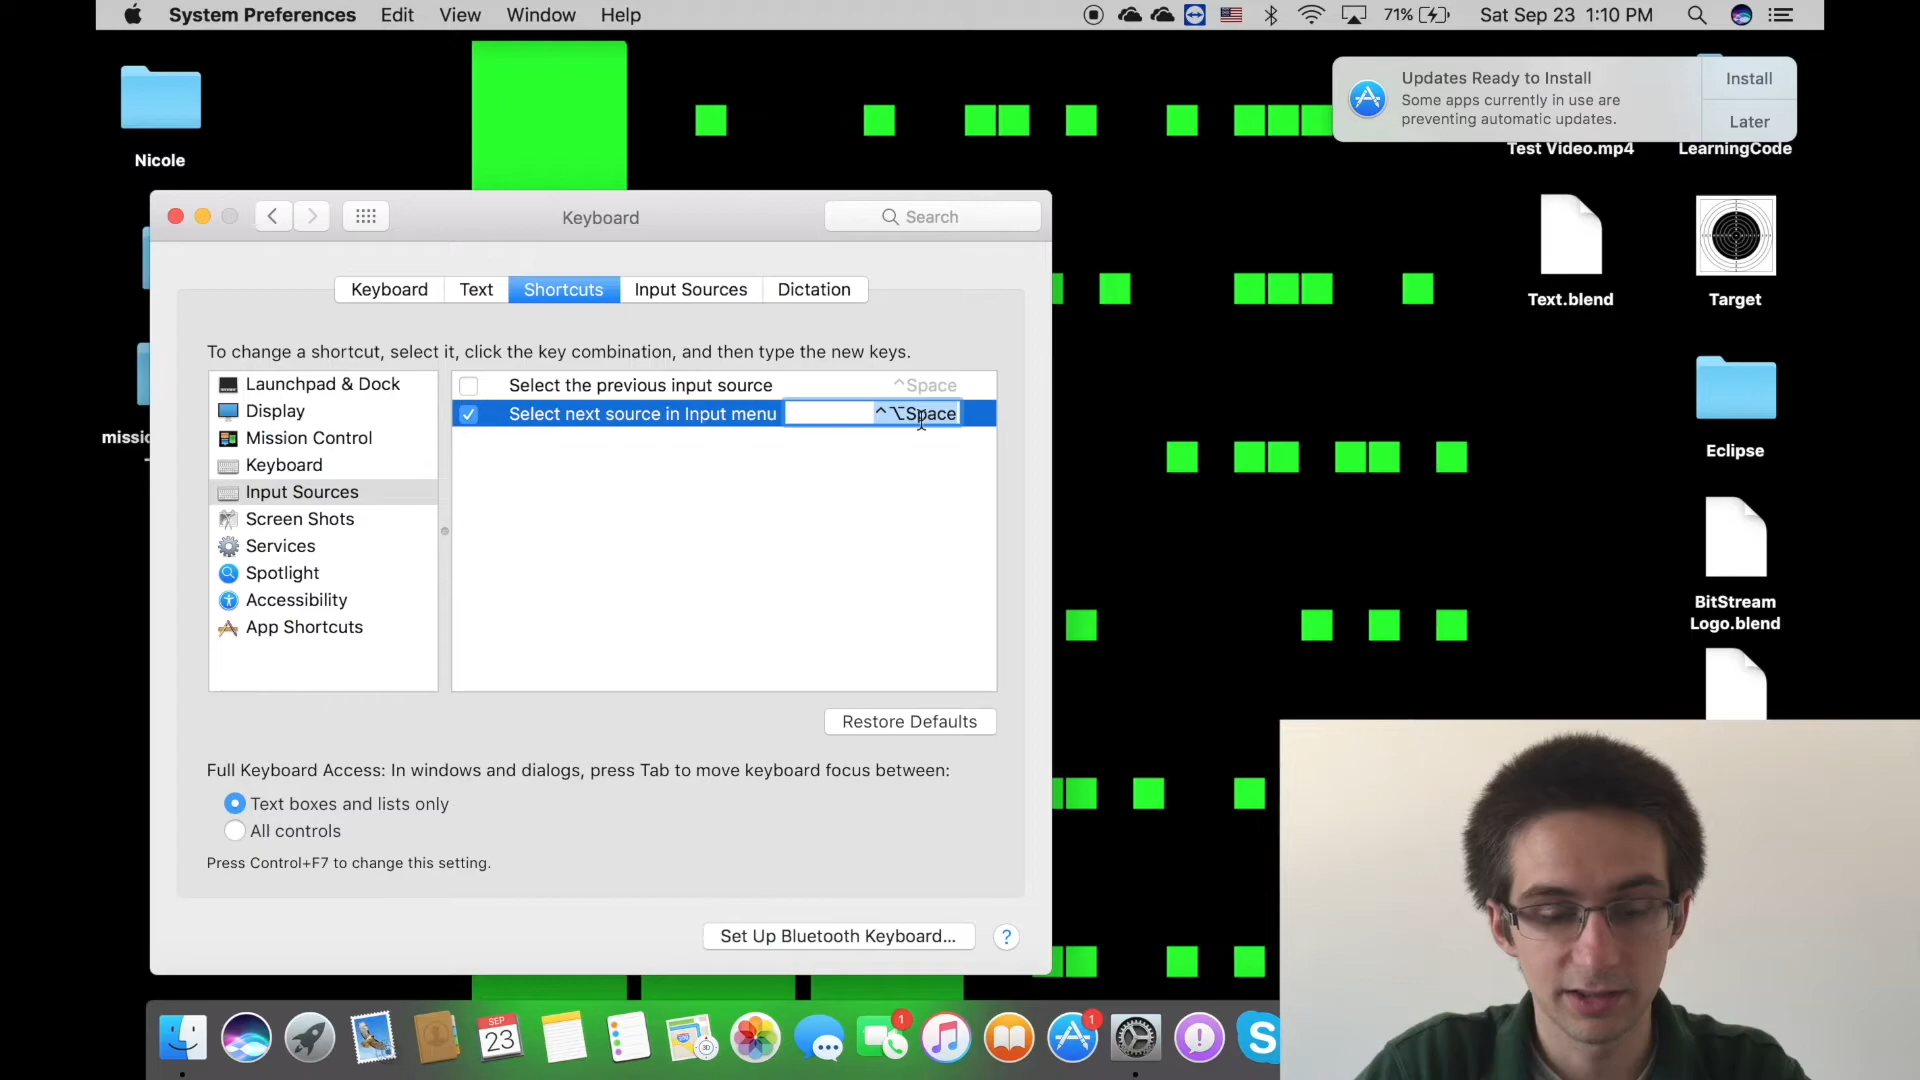 System Preferences Edit View Window Help
71% Sat Sep 23 1:10 PM
Updates Ready to Install
Some apps currently in use are
preventing automatic updates.
Install
Later
Nicole
Test Video.mp4
LearningCode
Text.blend
Target
Eclipse
BitStream
Logo.blend
missio
Keyboard
Search
Keyboard Text Shortcuts Input Sources Dictation
To change a shortcut, select it, click the key combination, and then type the new keys.
Launchpad & Dock
Display
Mission Control
Keyboard
Input Sources
Screen Shots
Services
Spotlight
Accessibility
App Shortcuts
Select the previous input source ^Space
Select next source in Input menu ^⌥Space
Restore Defaults
Full Keyboard Access: In windows and dialogs, press Tab to move keyboard focus between:
Text boxes and lists only
All controls
Press Control+F7 to change this setting.
Set Up Bluetooth Keyboard...
?
SEP
23
3D
1
1
S